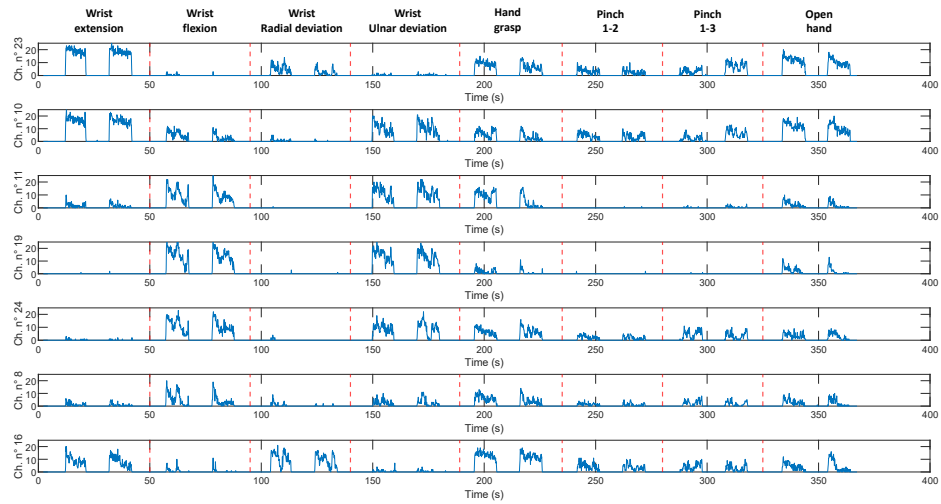 Wrist extension
Wrist flexion
Wrist Radial deviation
Wrist Ulnar deviation
Hand grasp
Pinch 1-2
Pinch 1-3
Open hand
Ch. n° 23
20
10
0
0 50 100 150 200 250 300 350 400
Time (s)
Ch. n° 10
20
10
0
0 50 100 150 200 250 300 350 400
Time (s)
Ch. n° 11
20
10
0
0 50 100 150 200 250 300 350 400
Time (s)
Ch. n° 19
20
10
0
0 50 100 150 200 250 300 350 400
Time (s)
Ch. n° 24
20
10
0
0 50 100 150 200 250 300 350 400
Time (s)
Ch. n° 8
20
10
0
0 50 100 150 200 250 300 350 400
Time (s)
Ch. n° 16
20
10
0
0 50 100 150 200 250 300 350 400
Time (s)